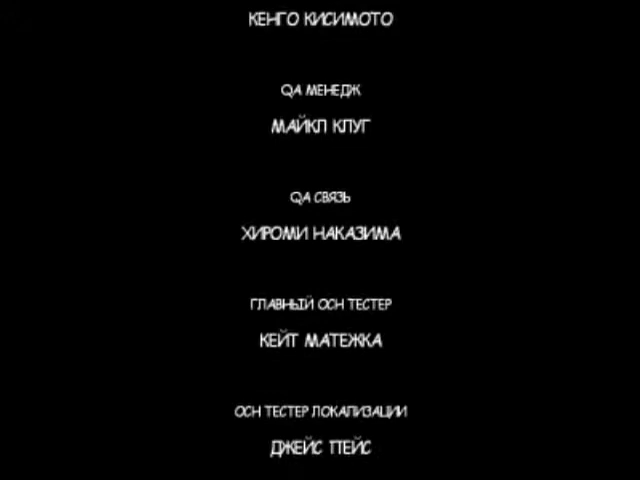 КЕНГО КИСИМОТО
QA МЕНЕДЖ
МАЙКЛ КЛУГ
QA СВЯЗЬ
ХИРОМИ НАКАЗИМА
ГЛАВНЫЙ ОСН ТЕСТЕР
КЕЙТ МАТЕЖКА
ОСН ТЕСТЕР ЛОКАЛИЗАЦИИ
ДЖЕЙС ПЕЙС